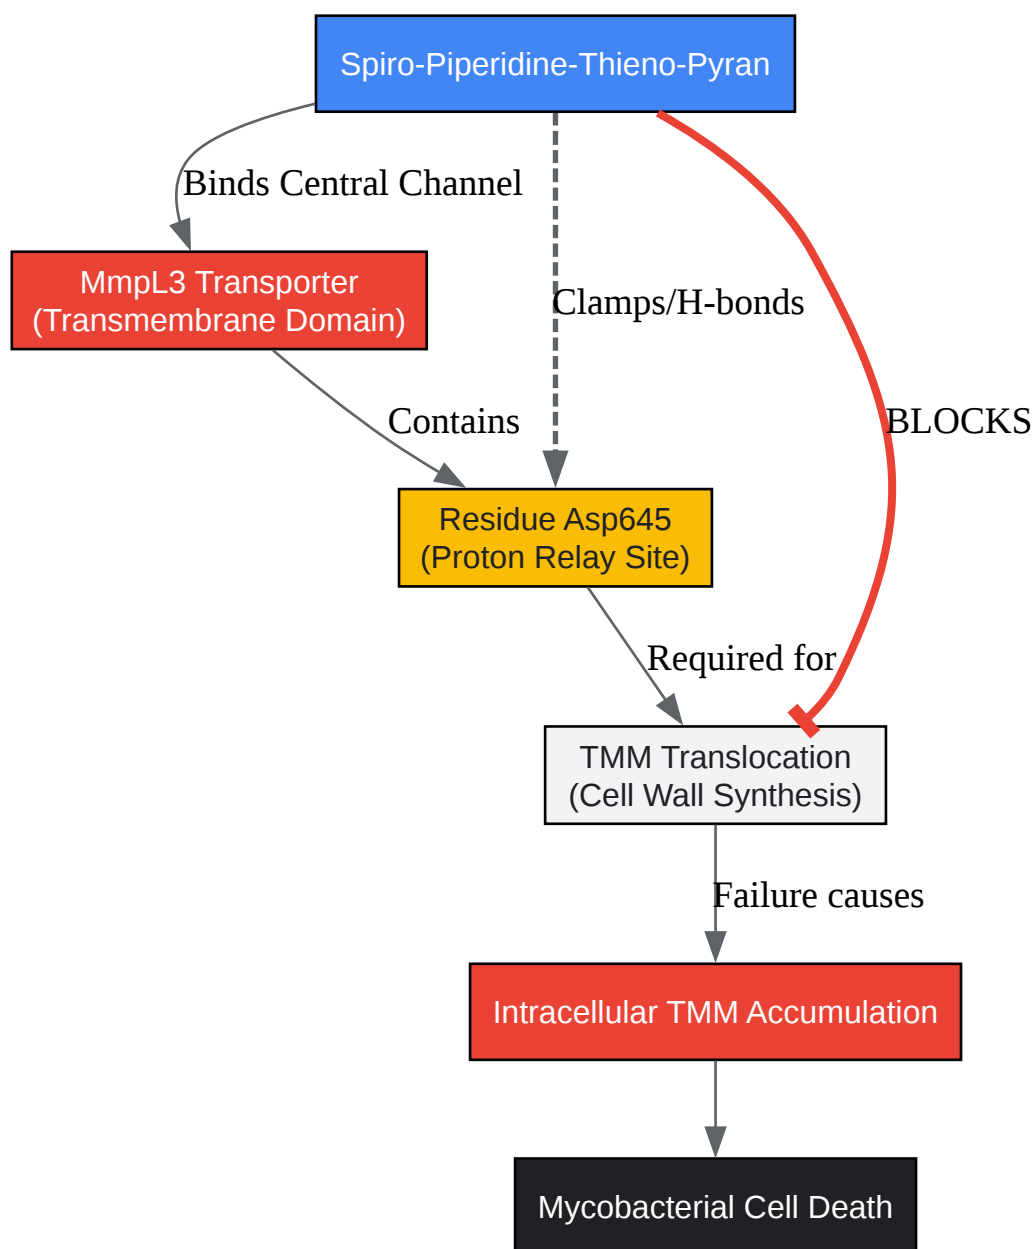 Spiro-Piperidine-Thieno-Pyran
Binds Central Channel
MmpL3 Transporter
(Transmembrane Domain)
Clamps/H-bonds
Contains
BLOCKS
Residue Asp645
(Proton Relay Site)
Required for
TMM Translocation
(Cell Wall Synthesis)
Failure causes
Intracellular TMM Accumulation
Mycobacterial Cell Death